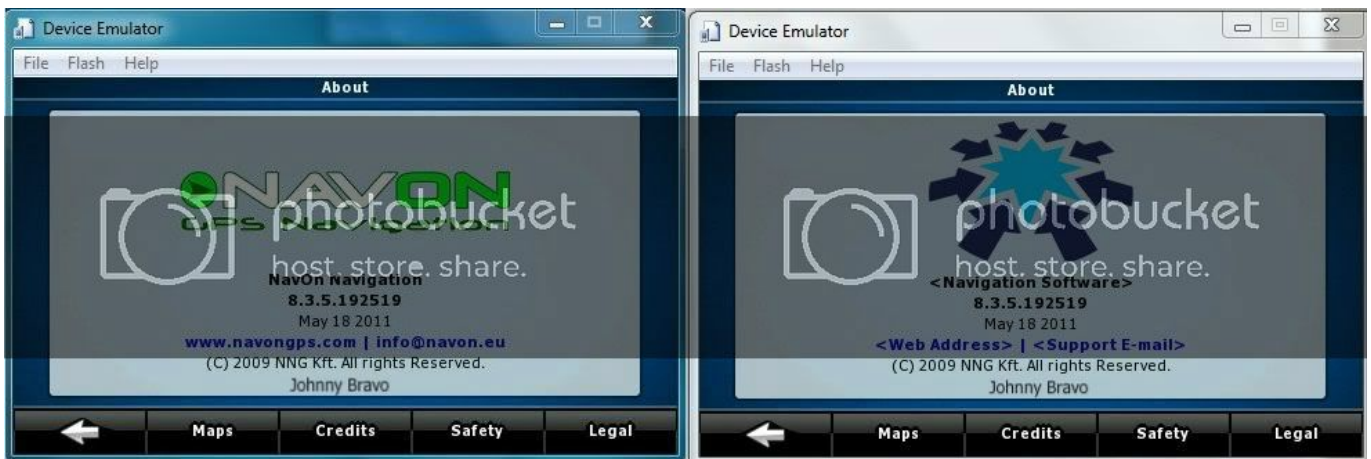 Device Emulator
File Flash Help
About
NAVON
GPS Navigation
NavOn Navigation
8.3.5.192519
May 18 2011
www.navongps.com | info@navon.eu
(C) 2009 NNG Kft. All rights Reserved.
Johnny Bravo
Maps Credits Safety Legal
photobucket
host. store. share.
Device Emulator
File Flash Help
About
<Navigation Software>
8.3.5.192519
May 18 2011
<Web Address> | <Support E-mail>
(C) 2009 NNG Kft. All rights Reserved.
Johnny Bravo
Maps Credits Safety Legal
photobucket
host. store. share.